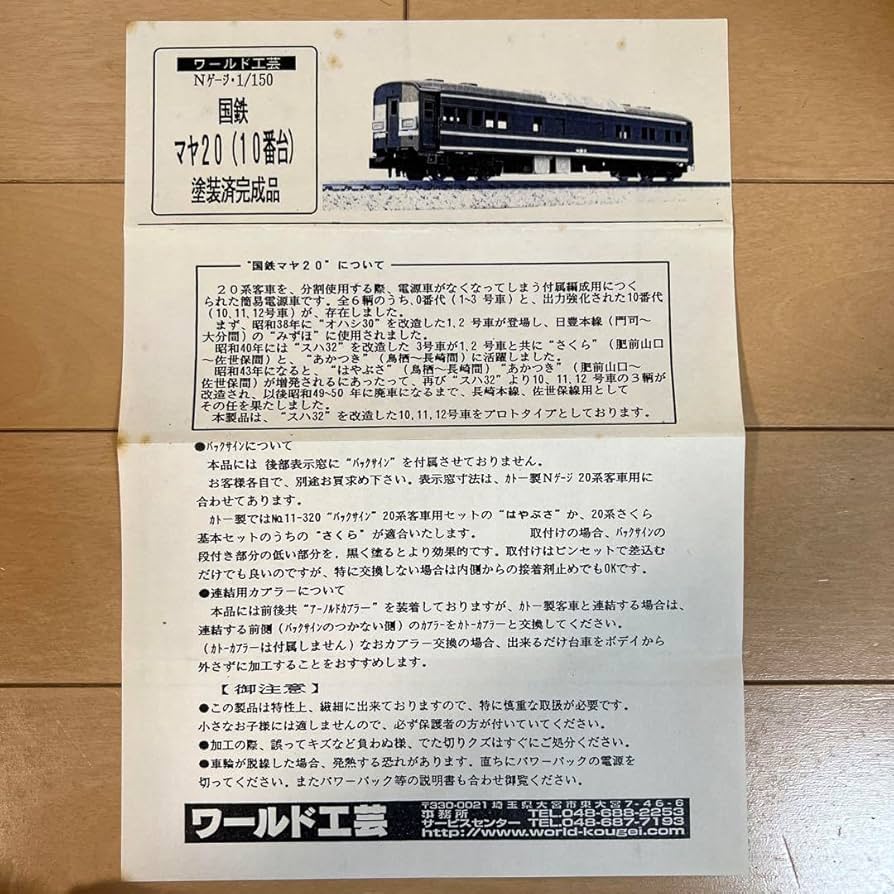 ワールド工芸
Nゲージ・1/150
国鉄
マヤ20(10番台)
塗装済完成品
"国鉄マヤ20"について
20系客車を、分割使用する際、電源車がなくなってしまう付属編成用につく
られた簡易電源車です。全6輌のうち、0番代(1~3 号車)と、出力強化された10番代
(10,11,12号車)が、存在しました。
まず、昭和38年に"オハシ30"を改造した1,2 号車が登場し、日豊本線(門司~
大分間)の"みずほ"に使用されました。
昭和40年には"スハ32"を改造した 3号車が1,2 号車と共に"さくら"(肥前山口
~佐世保間)と、"あかつき"(鳥栖~長崎間)に活躍しました。
昭和43年になると、"はやぶさ"(鳥栖~長崎間)"あかつき"(肥前山口~
佐世保間)が増発されるにあったって、再び"スハ32"より10、11、12 号車の3輌が
改造され、以後昭和49~50 年に廃車になるまで、長崎本線、佐世保線用として
その任を果たしました。
本製品は、"スハ32"を改造した10,11,12号車をプロトタイプとしております。
●バックサインについて
本品には 後部表示窓に"バックサイン"を付属させておりません。
お客様各自で、別途お買求め下さい。表示窓寸法は、カトー製Nゲージ 20系客車用に
合わせてあります。
カトー製ではNo.11-320 "バックサイン"20系客車用セットの"はやぶさ"か、20系さくら
基本セットのうちの"さくら"が適合いたします。 取付けの場合、バックサインの
段付き部分の低い部分を、黒く塗るとより効果的です。取付けはピンセットで差込む
だけでも良いのですが、特に交換しない場合は内側からの接着剤止めでもOKです。
●連結用カプラーについて
本品には前後共"アーノルドカプラー"を装着しておりますが、カトー製客車と連結する場合は、
連結する前側(バックサインのつかない側)のカプラーをカトーカプラーと交換してください。
(カトーカプラーは付属しません)なおカプラー交換の場合、出来るだけ台車をボデイから
外さずに加工することをおすすめします。
【御注意】
●この製品は特性上、繊細に出来ておりますので、特に慎重な取扱が必要です。
小さなお子様には適しませんので、必ず保護者の方が付いていてください。
●加工の際、誤ってキズなど負わぬ様、でた切りクズはすぐにご処分ください。
●車輪が脱線した場合、発熱する恐れがあります。直ちにパワーパックの電源を
切ってください。またパワーパック等の説明書も合わせ御覧ください。
ワールド工芸
〒330-0021 埼玉県大宮市東大宮7-46-6
事務所 TEL.048-688-2253
サービスセンター TEL.048-687-7193
http://www.world-kougei.com/